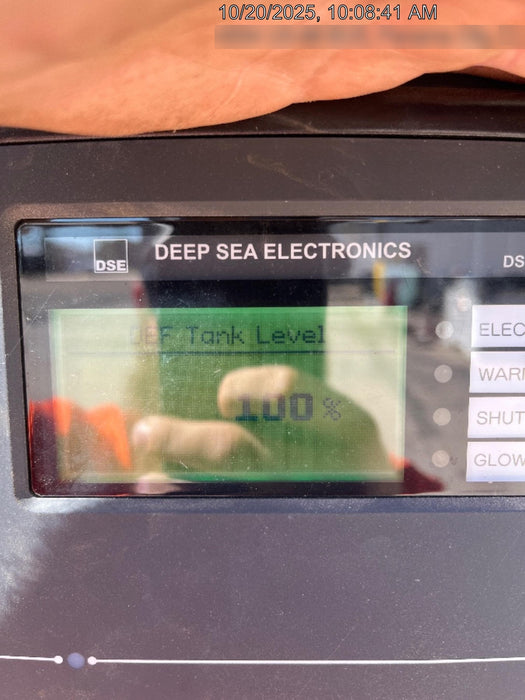 10/20/2025, 10:08:41 AM
DSE
DEEP SEA ELECTRONICS
DS
DEF Tank Level
100 %
ELEC
WARN
SHUT
GLOW